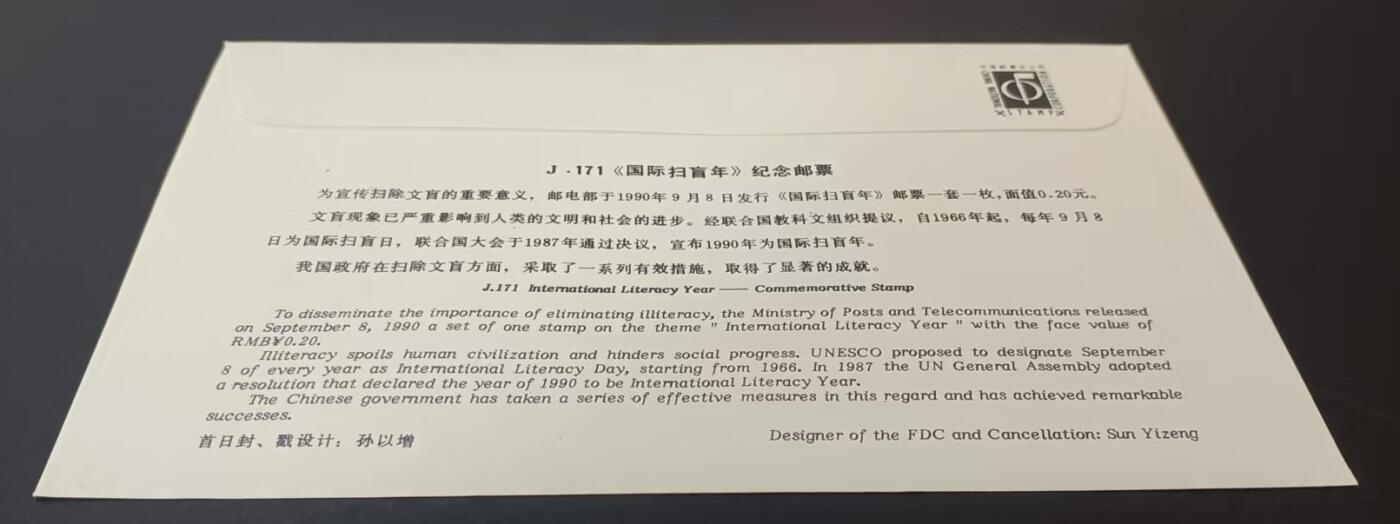 J·171《国际扫盲年》纪念邮票
为宣传扫除文盲的重要意义，邮电部于1990年9月8日发行《国际扫盲年》邮票一套一枚，面值0.20元。
文盲现象已严重影响到人类的文明和社会的进步。经联合国教科文组织提议，自1966年起，每年9月8
日为国际扫盲日，联合国大会于1987年通过决议，宣布1990年为国际扫盲年。
我国政府在扫除文盲方面，采取了一系列有效措施，取得了显著的成就。
J.171 International Literacy Year —— Commemorative Stamp
To disseminate the importance of eliminating illiteracy, the Ministry of Posts and Telecommunications released
on September 8, 1990 a set of one stamp on the theme " International Literacy Year " with the face value of
RMB¥0.20.
Illiteracy spoils human civilization and hinders social progress. UNESCO proposed to designate September
8 of every year as International Literacy Day, starting from 1966. In 1987 the UN General Assembly adopted
a resolution that declared the year of 1990 to be International Literacy Year.
The Chinese government has taken a series of effective measures in this regard and has achieved remarkable
successes.
首日封、戳设计：孙以增
Designer of the FDC and Cancellation: Sun Yizeng